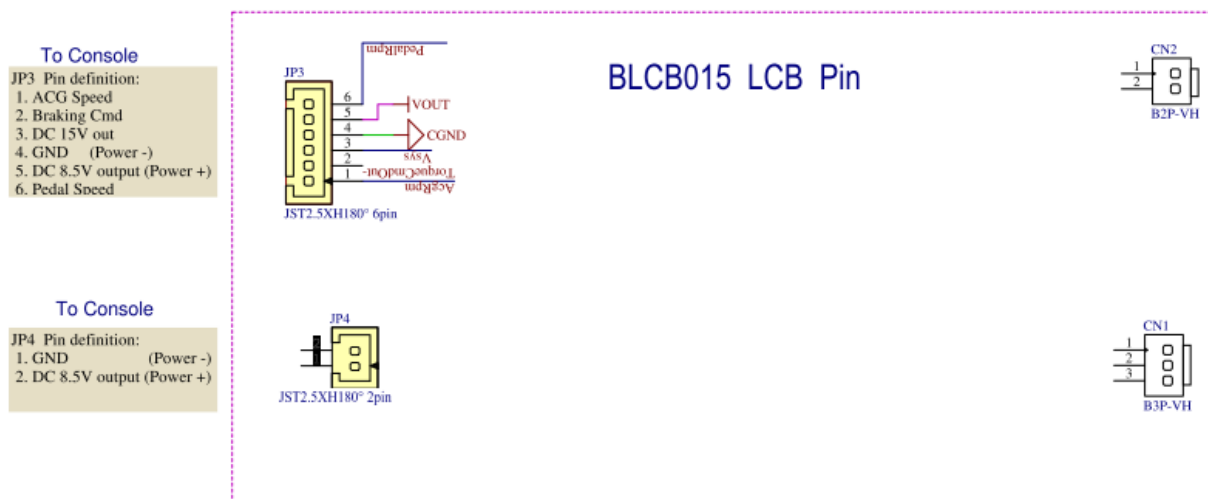 To Console
JP3 Pin definition:
1. ACG Speed
2. Braking Cmd
3. DC 15V out
4. GND (Power -)
5. DC 8.5V output (Power +)
6. Pedal Speed
JP3
6
5
4
3
2
1
PedalRpm
VOUT
CGND
Vsys
TorqueCmdOut-
AcgRpm
JST2.5XH180° 6pin
BLCB015 LCB Pin
CN2
1
2
B2P-VH
To Console
JP4 Pin definition:
1. GND (Power -)
2. DC 8.5V output (Power +)
JP4
JST2.5XH180° 2pin
CN1
1
2
3
B3P-VH